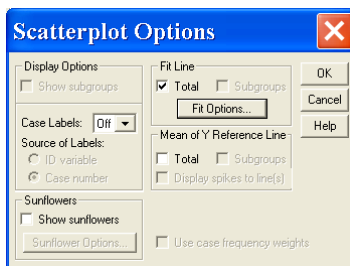 Scatterplot Options
Display Options
Show subgroups
Case Labels: Off
Source of Labels:
ID variable
Case number
Sunflowers
Show sunflowers
Sunflower Options...
Fit Line
Total Subgroups
Fit Options...
Mean of Y Reference Line
Total Subgroups
Display spikes to line(s)
Use case frequency weights
OK
Cancel
Help